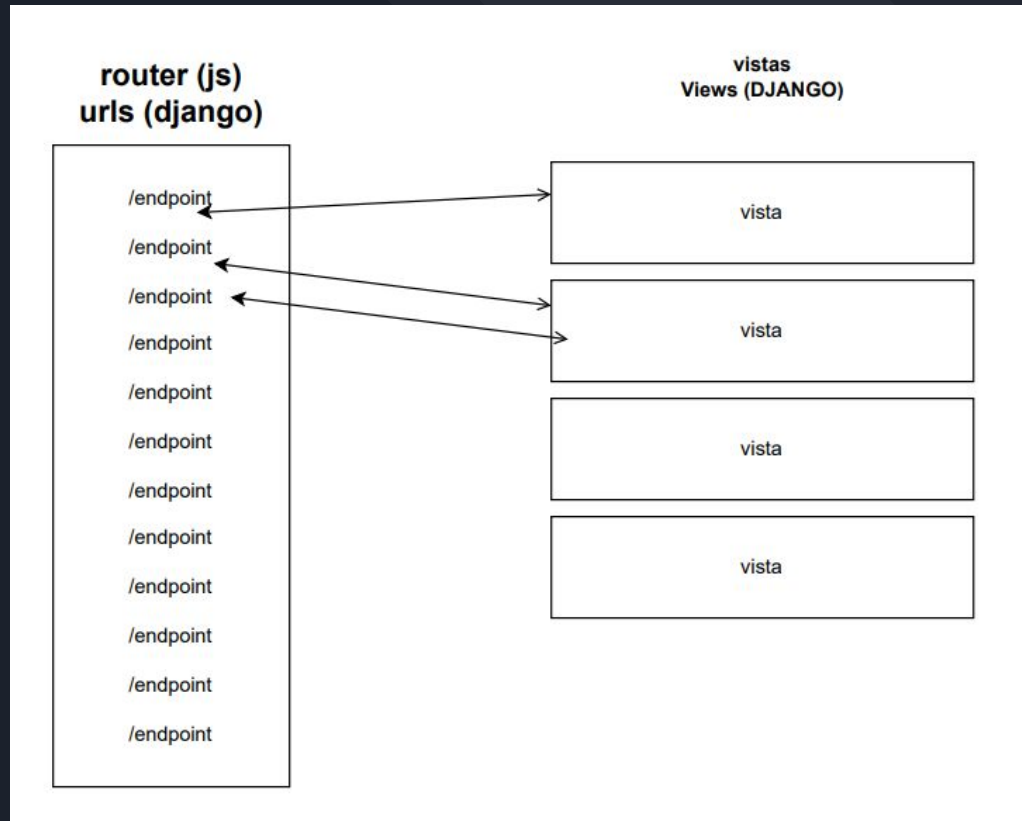 router (js)
urls (django)
/endpoint
/endpoint
/endpoint
/endpoint
/endpoint
/endpoint
/endpoint
/endpoint
/endpoint
/endpoint
/endpoint
/endpoint
vistas
Views (DJANGO)
vista
vista
vista
vista